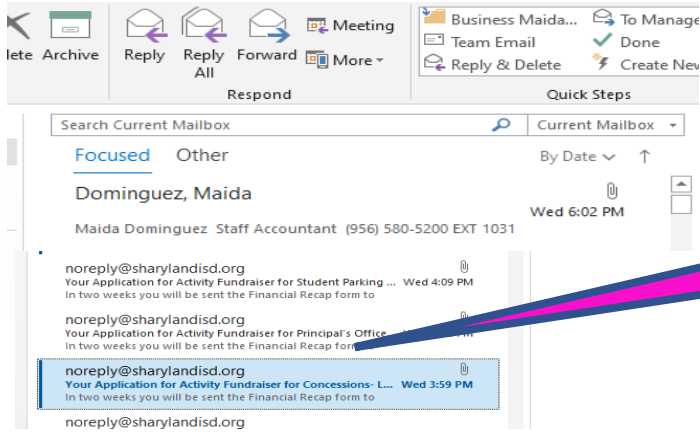 lete Archive Reply Reply All Forward Meeting More
Respond
Business Maida... To Manage
Team Email Done
Reply & Delete Create New
Quick Steps
Search Current Mailbox Current Mailbox
Focused Other By Date
Dominguez, Maida
Wed 6:02 PM
Maida Dominguez Staff Accountant (956) 580-5200 EXT 1031
noreply@sharylandisd.org
Your Application for Activity Fundraiser for Student Parking ... Wed 4:09 PM
In two weeks you will be sent the Financial Recap form to
noreply@sharylandisd.org
Your Application for Activity Fundraiser for Principal's Office... PM
In two weeks you will be sent the Financial Recap form to
noreply@sharylandisd.org
Your Application for Activity Fundraiser for Concessions- L... Wed 3:59 PM
In two weeks you will be sent the Financial Recap form to
noreply@sharylandisd.org